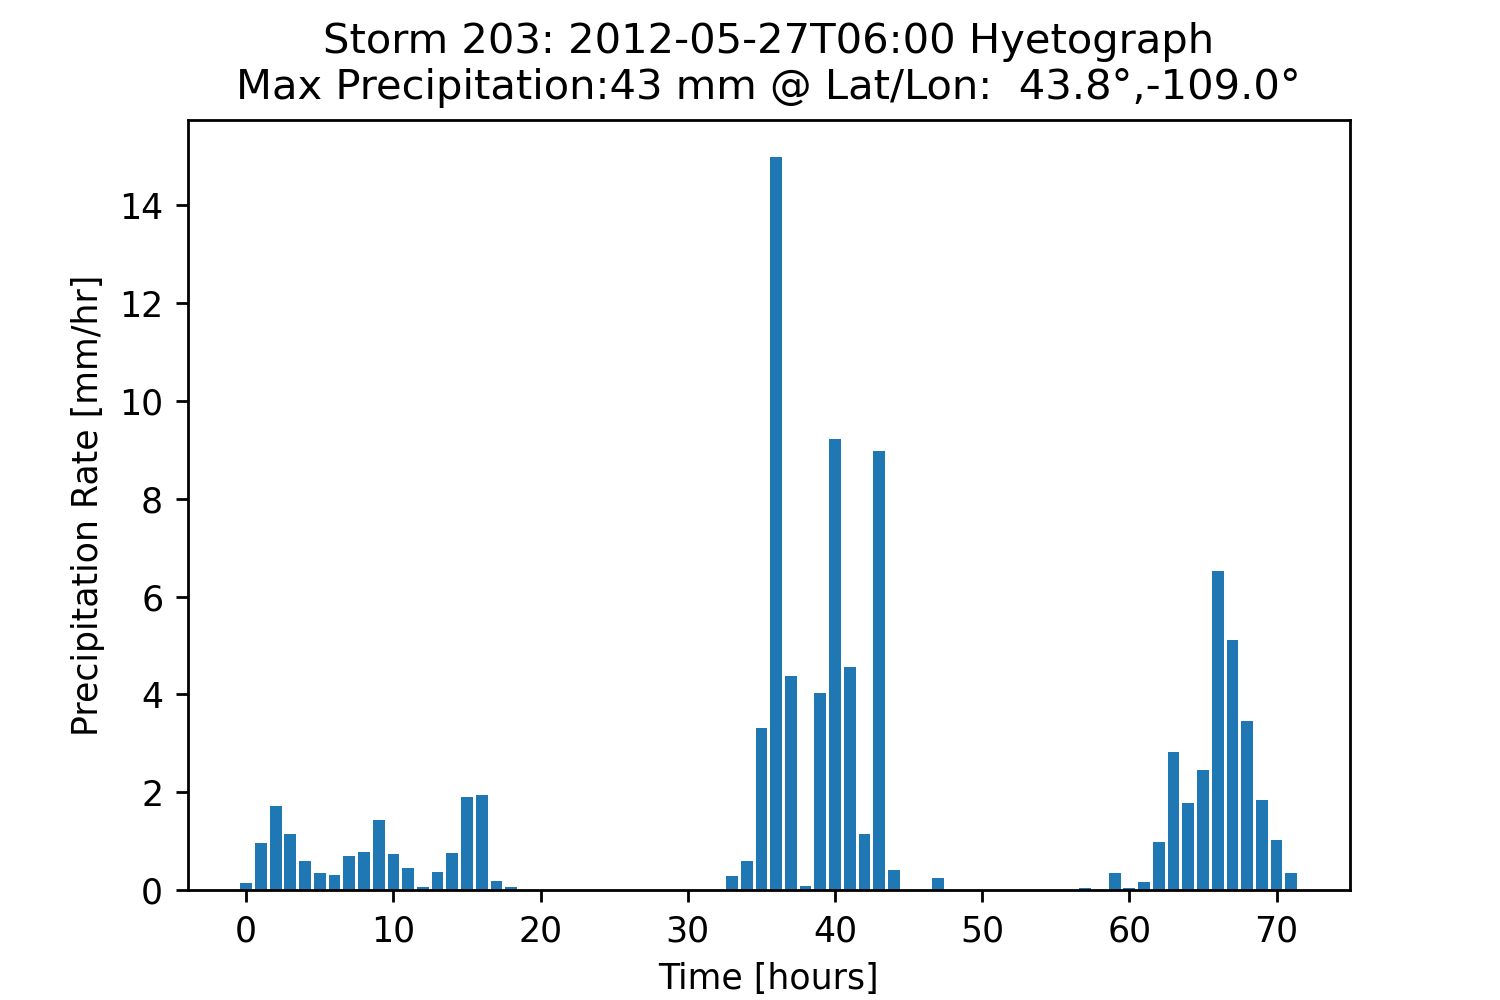 Storm 203: 2012-05-27T06:00 Hyetograph
Max Precipitation:43 mm @ Lat/Lon:  43.8°,-109.0°
Precipitation Rate [mm/hr]
14
12
10
8
6
4
2
0
0 10 20 30 40 50 60 70
Time [hours]